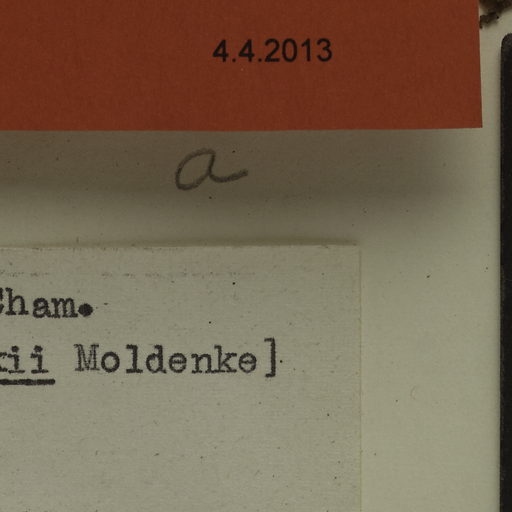 4.4.2013
a
Cham.
kii Moldenke]